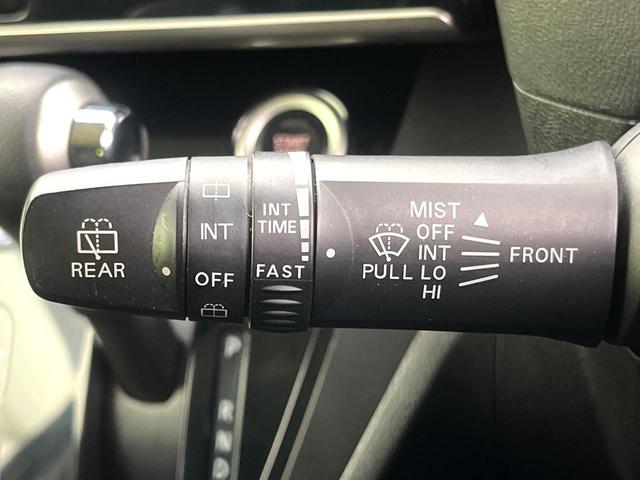 REAR
INT
OFF
INT
TIME
FAST
MIST
OFF
INT
PULL LO
HI
FRONT
P
R
N
D